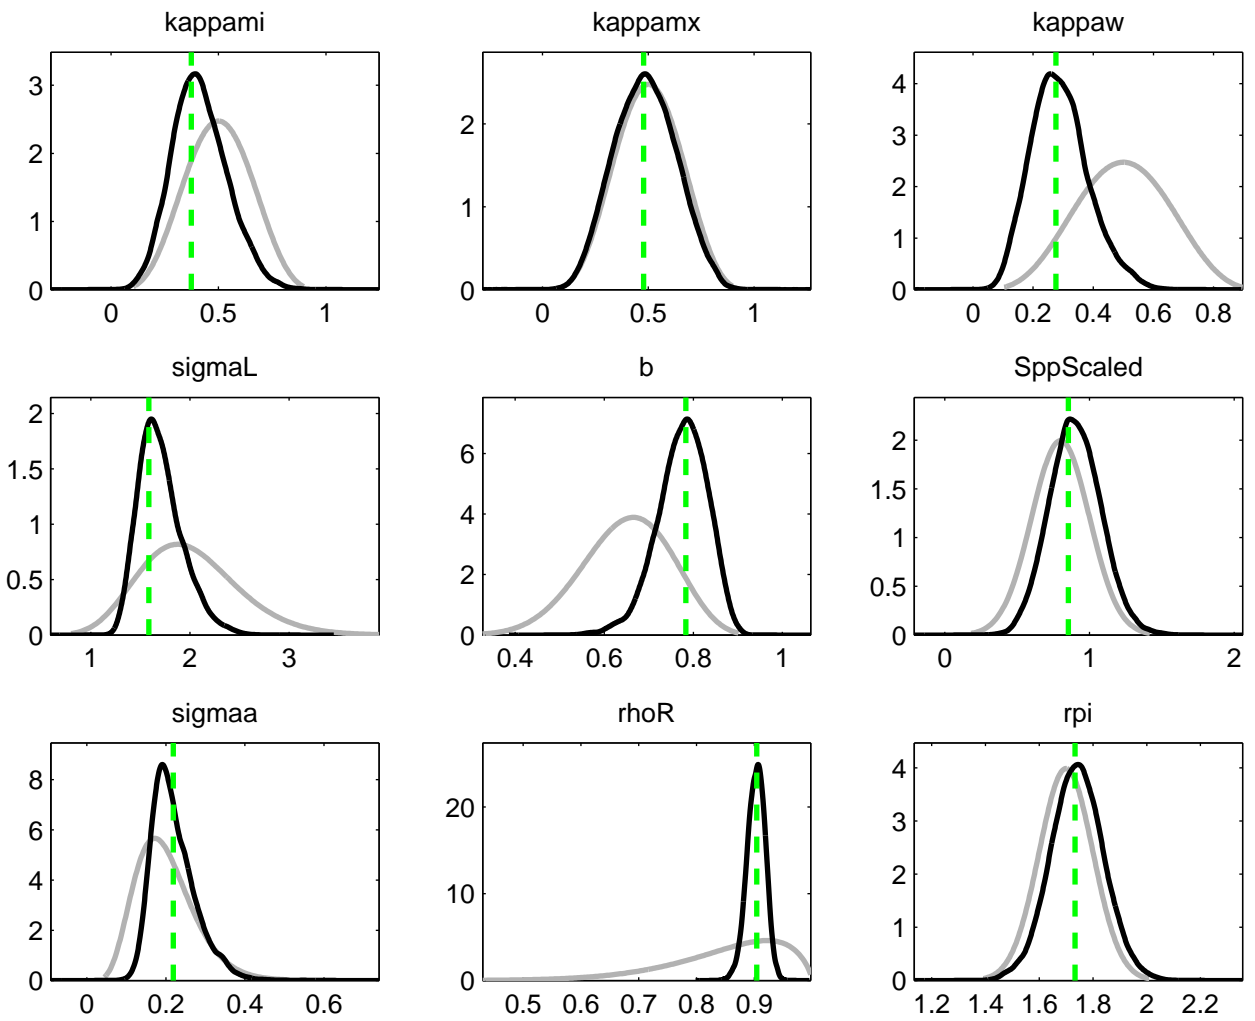 kappami kappamx kappaw
3 2 1 0
0 0.5 1
2 1 0
0 0.5 1
4 3 2 1 0
0 0.2 0.4 0.6 0.8
sigmaL b SppScaled
2 1.5 1 0.5 0
1 2 3
6 4 2 0
0.4 0.6 0.8 1
2 1.5 1 0.5 0
0 1 2
sigmaa rhoR rpi
8 6 4 2 0
0 0.2 0.4 0.6
20 10 0
0.5 0.6 0.7 0.8 0.9
4 3 2 1 0
1.2 1.4 1.6 1.8 2 2.2